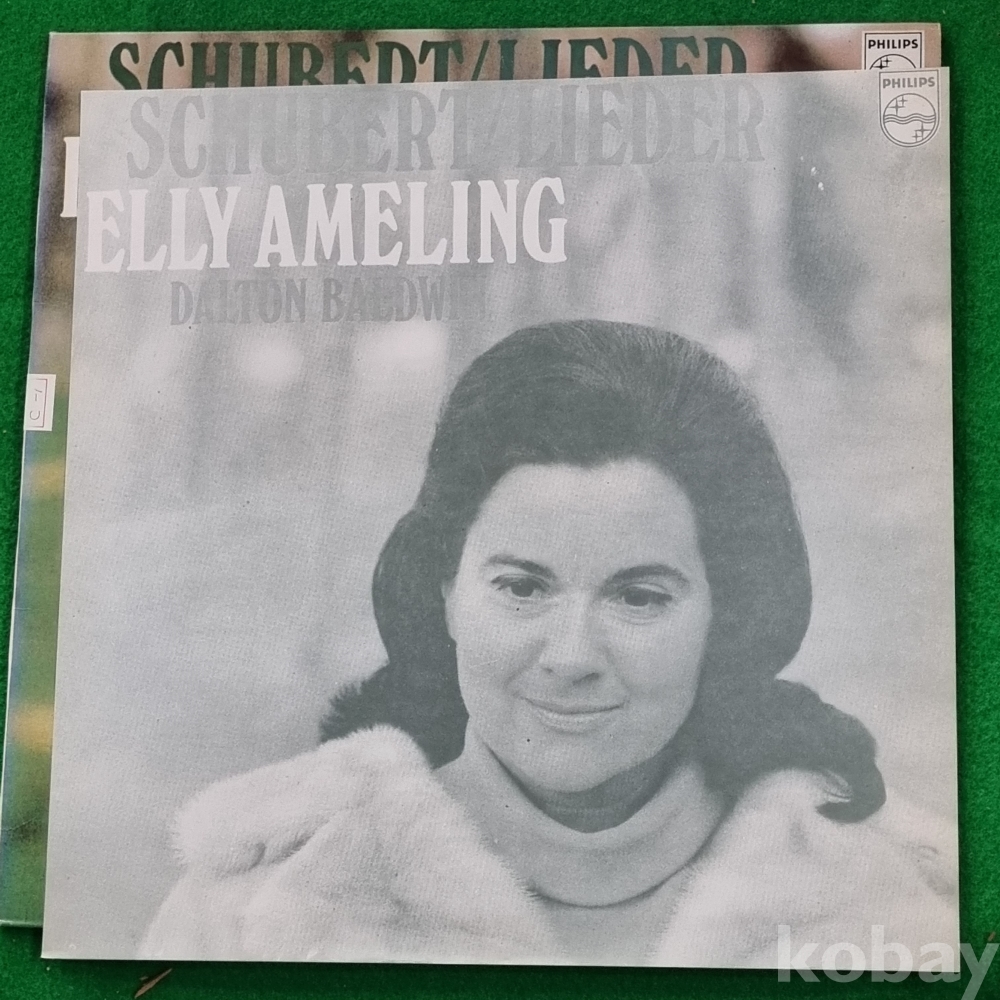 SCHUBERT/LIEDER
PHILIPS
PHILIPS
SCHUBERT/LIEDER
ELLY AMELING
DALTON BALDWIN
kobay